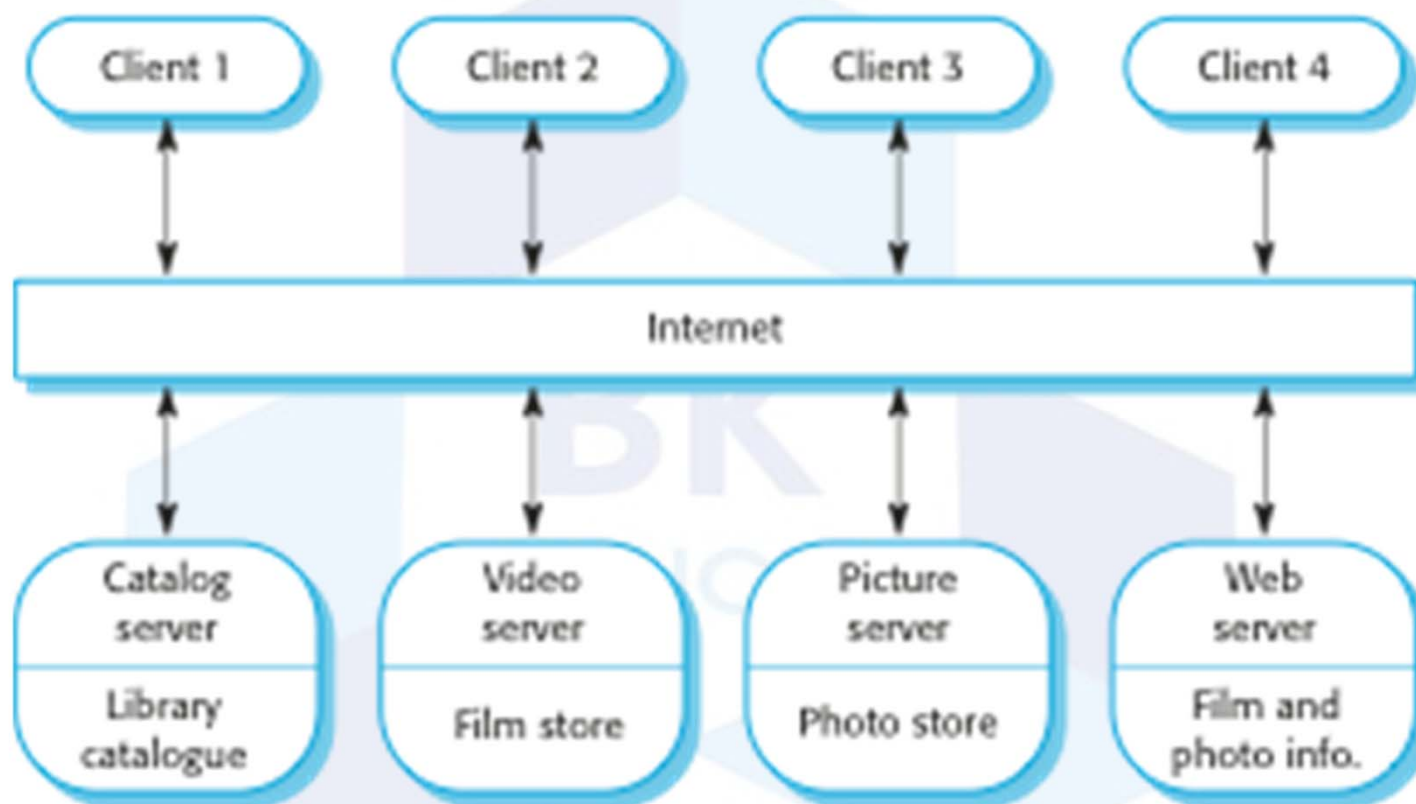 Client 1
Client 2
Client 3
Client 4
Internet
BK
Catalog
server
Library
catalogue
Video
server
Film store
Picture
server
Photo store
Web
server
Film and
photo info.